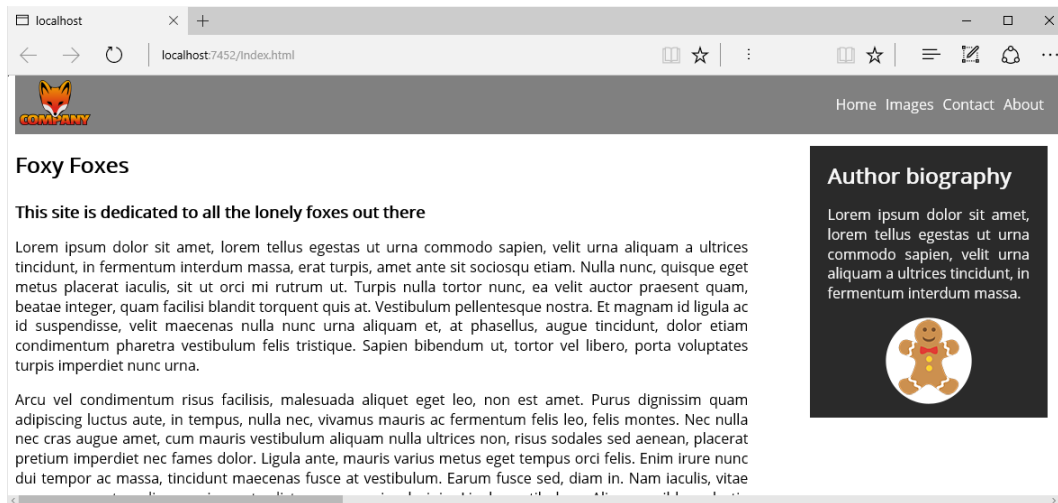 localhost
localhost:7452/Index.html
COMPANY
Home Images Contact About
Foxy Foxes
This site is dedicated to all the lonely foxes out there
Lorem ipsum dolor sit amet, lorem tellus egestas ut urna commodo sapien, velit urna aliquam a ultrices
tincidunt, in fermentum interdum massa, erat turpis, amet ante sit sociosqu etiam. Nulla nunc, quisque eget
metus placerat iaculis, sit ut orci mi rutrum ut. Turpis nulla tortor nunc, ea velit auctor praesent quam,
beatae integer, quam facilisi blandit torquent quis at. Vestibulum pellentesque nostra. Et magnam id ligula ac
id suspendisse, velit maecenas nulla nunc urna aliquam et, at phasellus, augue tincidunt, dolor etiam
condimentum pharetra vestibulum felis tristique. Sapien bibendum ut, tortor vel libero, porta voluptates
turpis imperdiet nunc urna.
Arcu vel condimentum risus facilisis, malesuada aliquet eget leo, non est amet. Purus dignissim quam
adipiscing luctus aute, in tempus, nulla nec, vivamus mauris ac fermentum felis leo, felis montes. Nec nulla
nec cras augue amet, cum mauris vestibulum aliquam nulla ultrices non, risus sodales sed aenean, placerat
pretium imperdiet nec fames dolor. Ligula ante, mauris varius metus eget tempus orci felis. Enim irure nunc
dui tempor ac massa, tincidunt maecenas fusce at vestibulum. Earum fusce sed, diam in. Nam iaculis, vitae
Author biography
Lorem ipsum dolor sit amet,
lorem tellus egestas ut urna
commodo sapien, velit urna
aliquam a ultrices tincidunt, in
fermentum interdum massa.